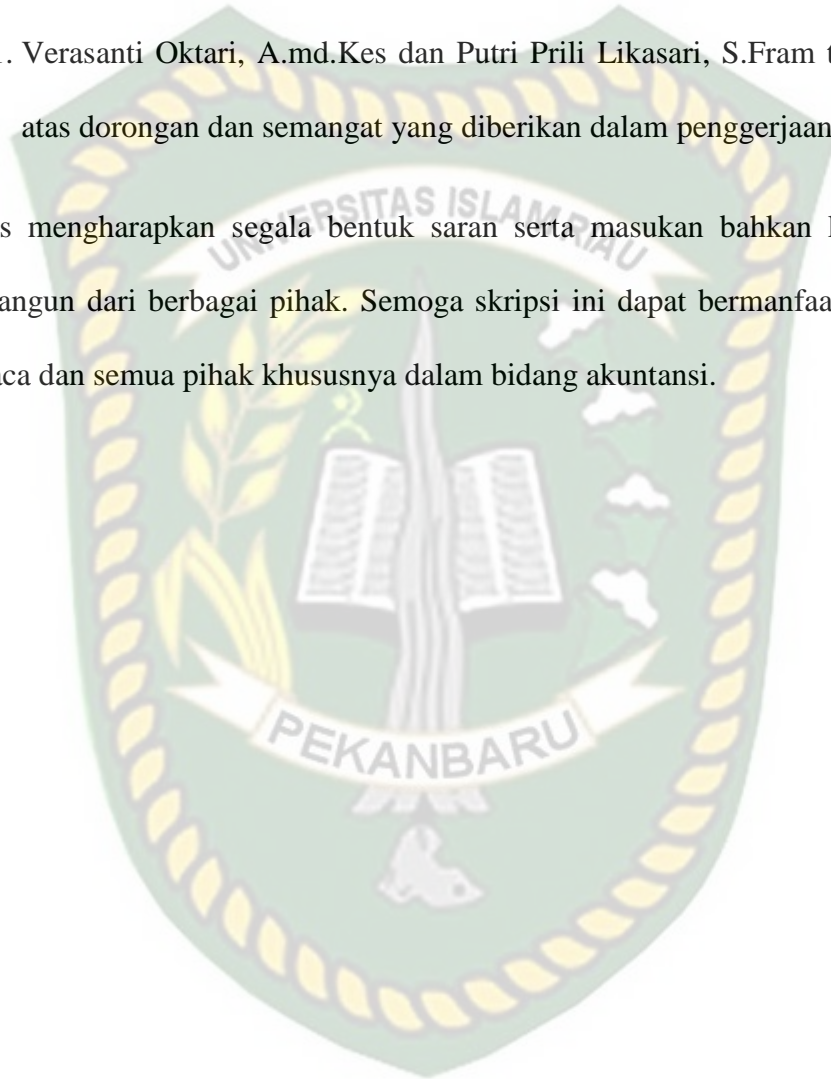 . Verasanti Oktari, A.md.Kes dan Putri Prili Likasari, S.Fram
atas dorongan dan semangat yang diberikan dalam penggerjaan
UNIVERSITAS ISLAM RIAU
s mengharapkan segala bentuk saran serta masukan bahkan
angun dari berbagai pihak. Semoga skripsi ini dapat bermanfaa
aca dan semua pihak khususnya dalam bidang akuntansi.
PEKANBARU